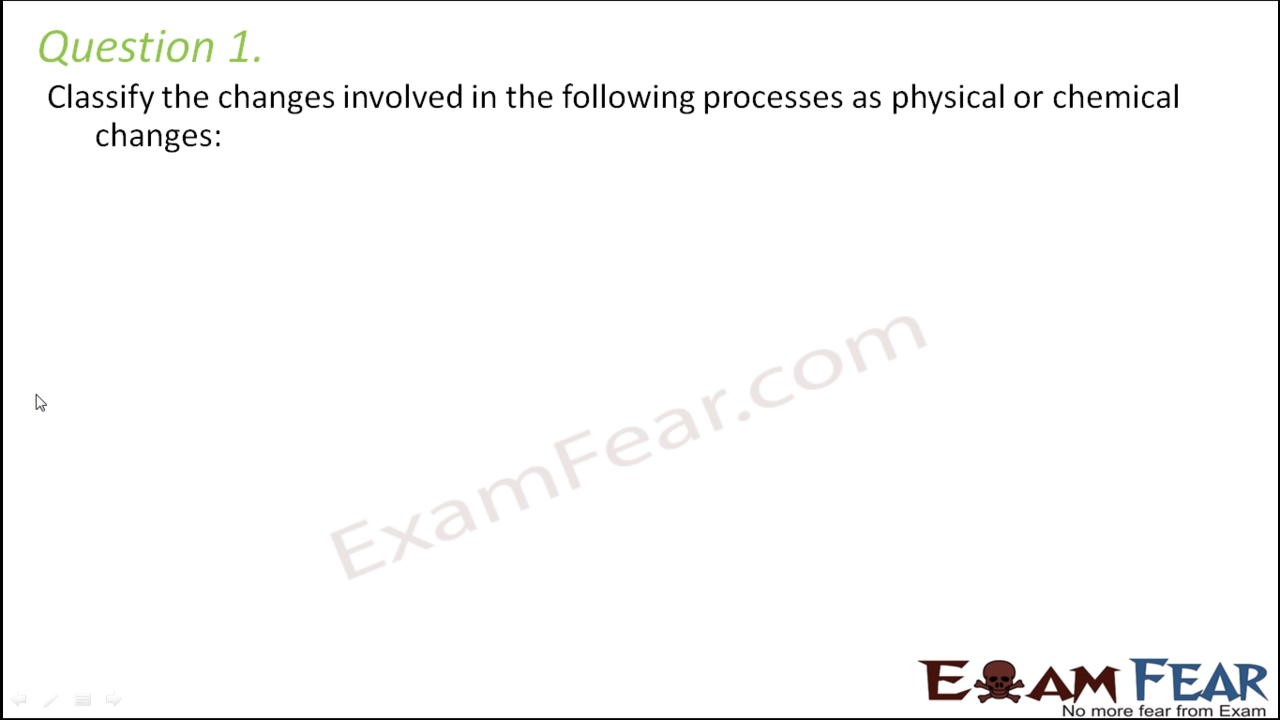 Question 1.
Classify the changes involved in the following processes as physical or chemical
changes:
ExamFear.com
EXAM FEAR
No more fear from Exam